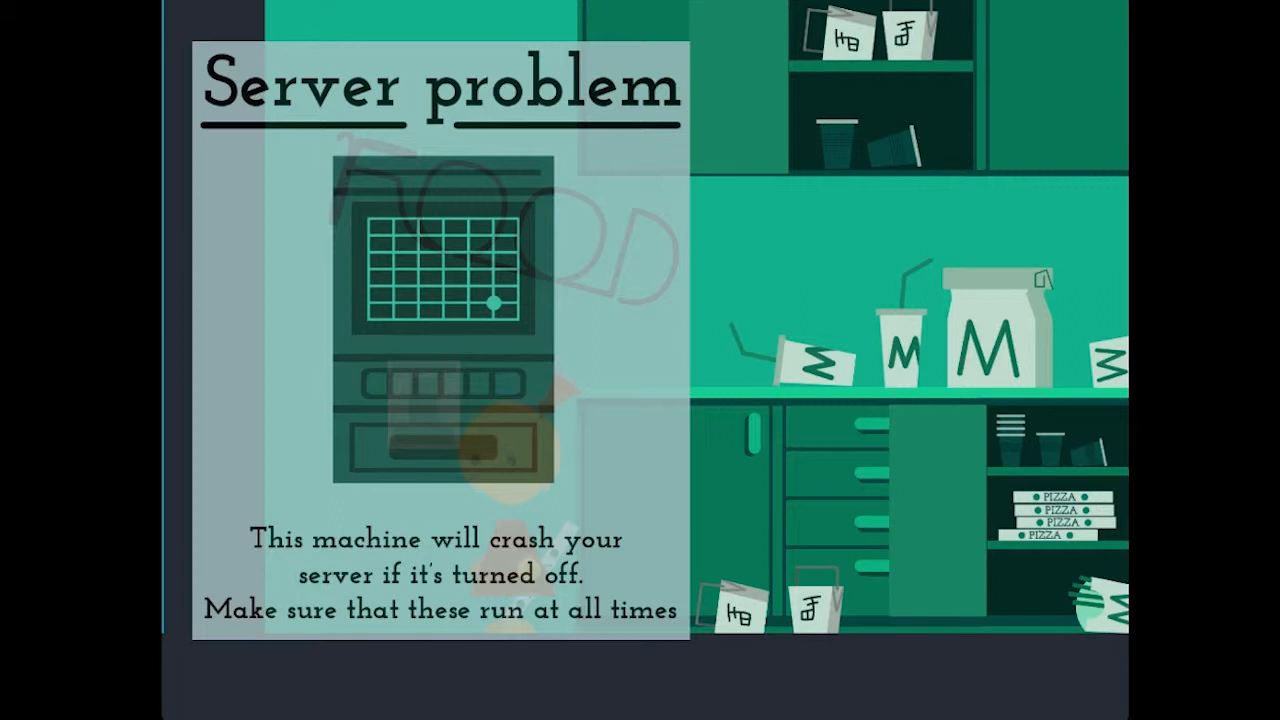 Server problem
FOOD
This machine will crash your
server if it's turned off.
Make sure that these run at all times
M
M
M
M
M
PIZZA
PIZZA
PIZZA
PIZZA